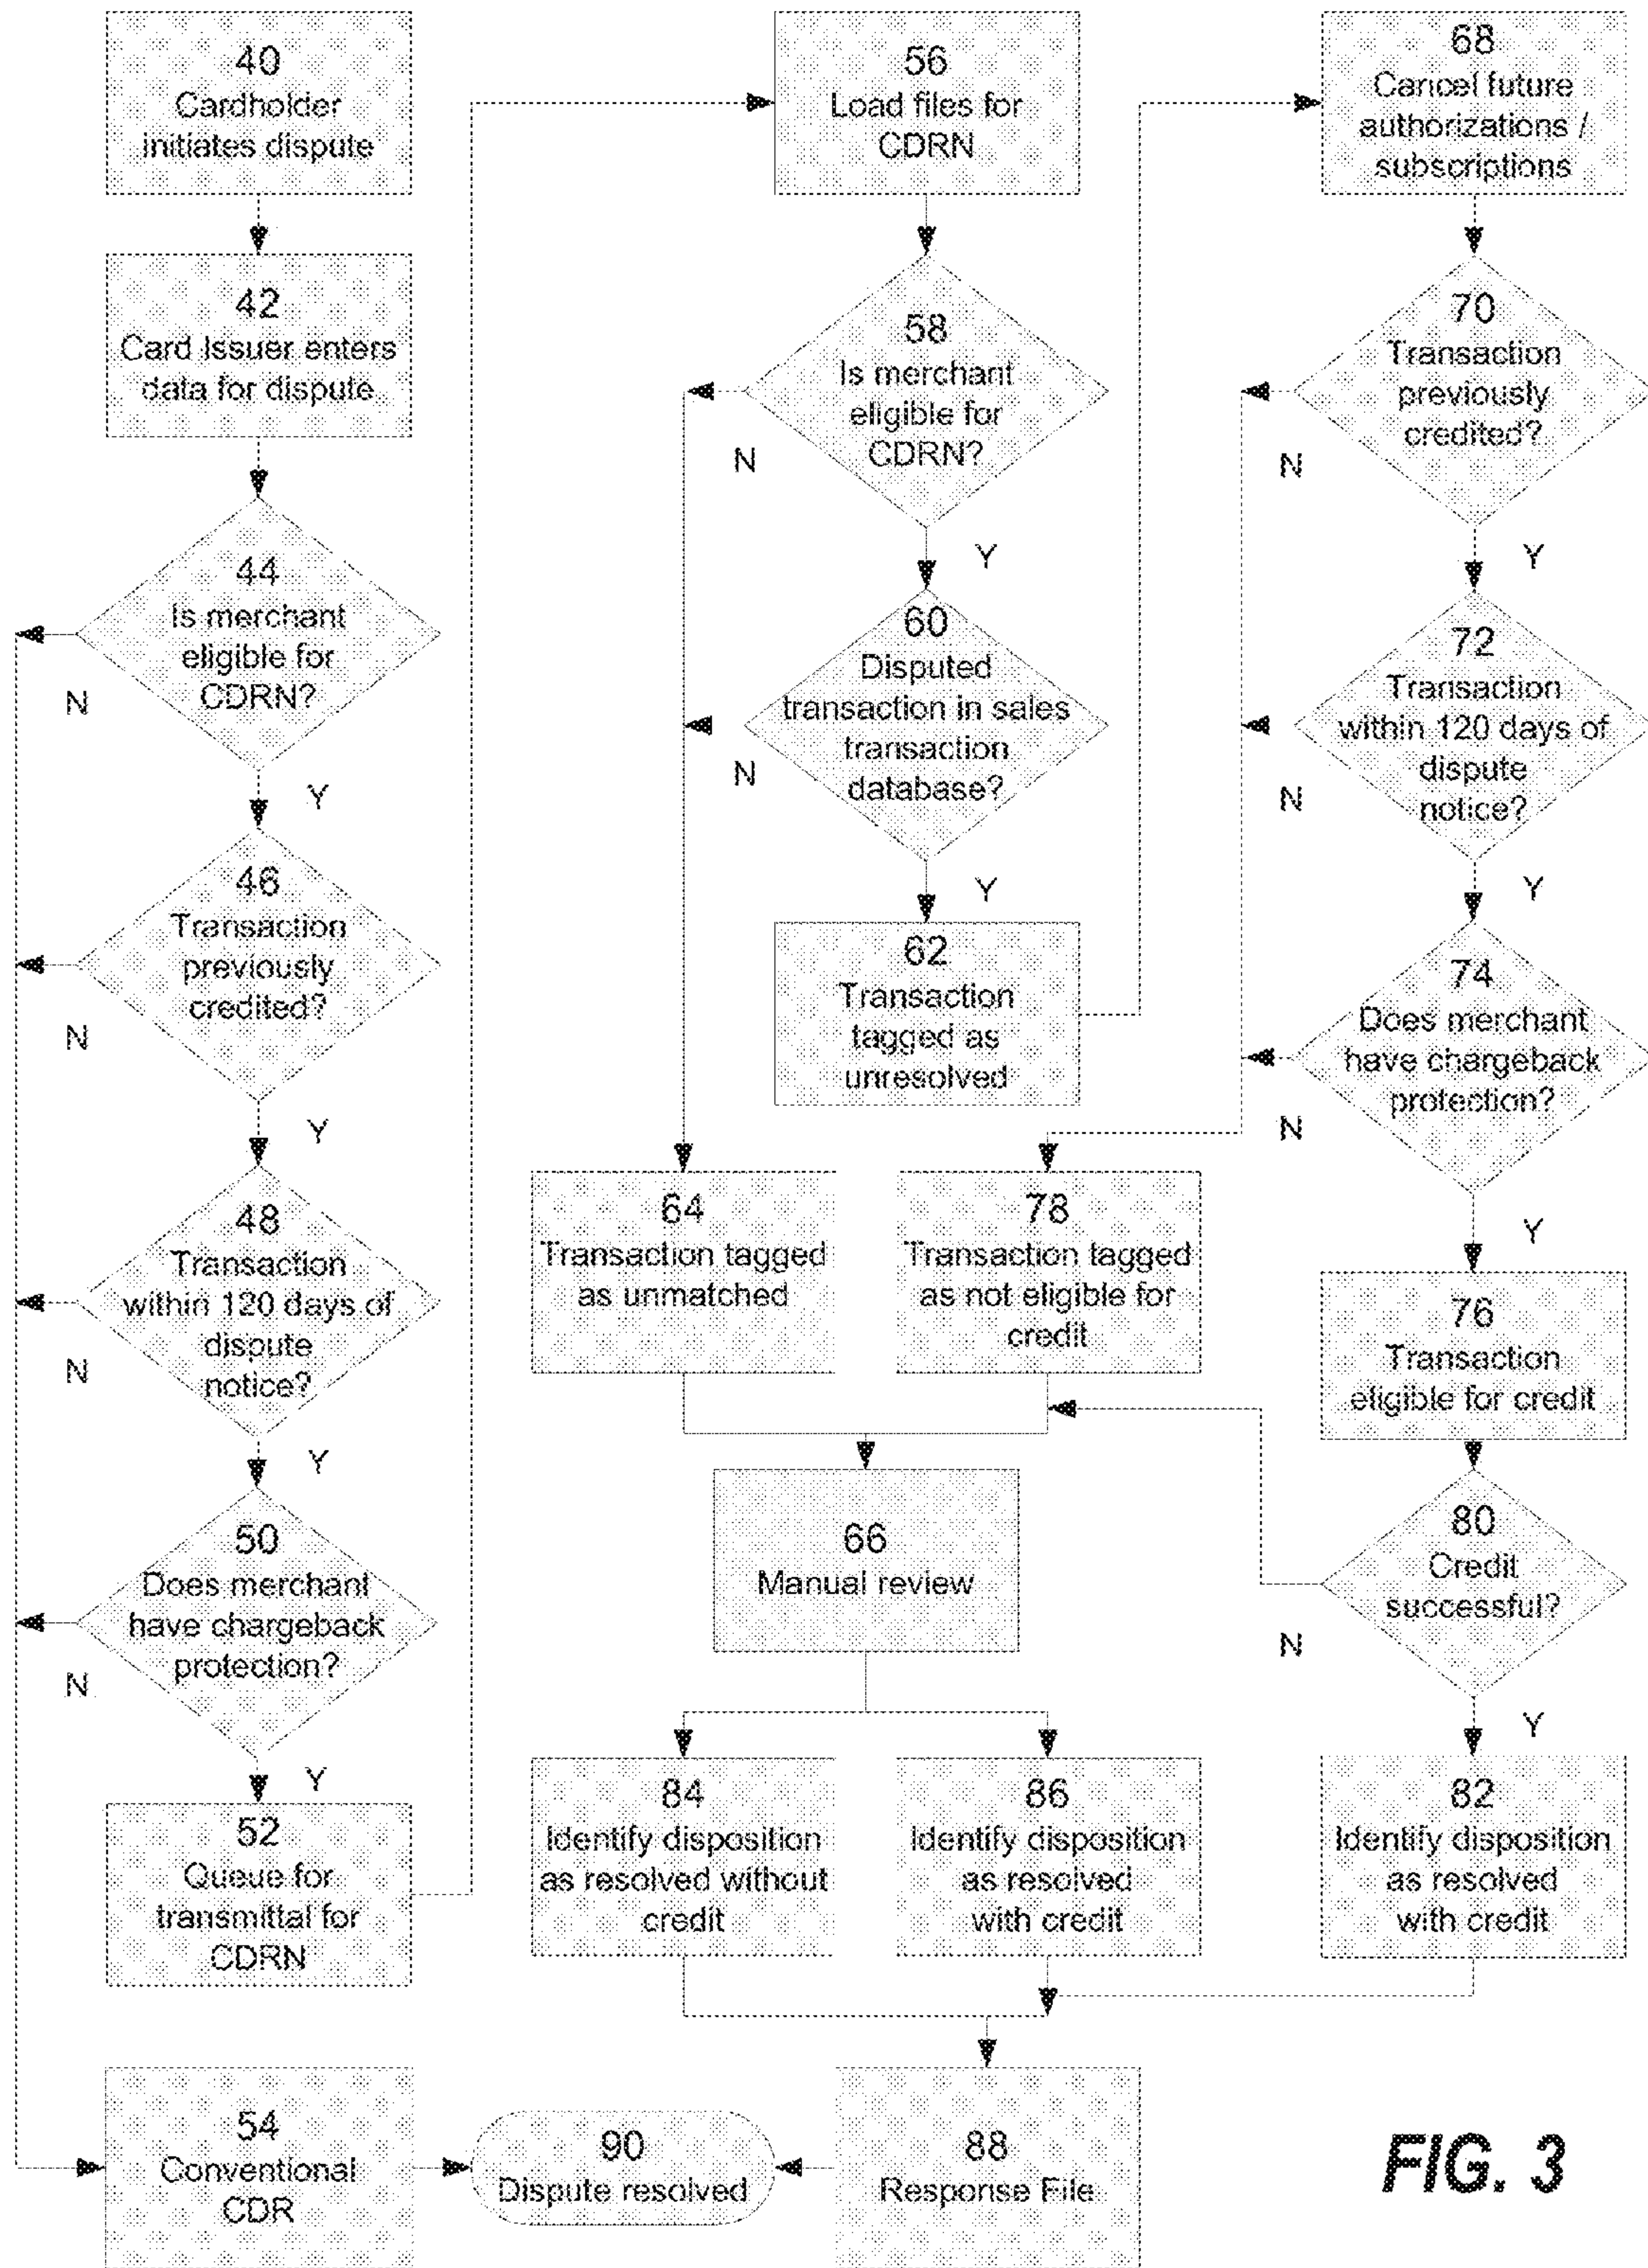 40
Cardholder
initiates dispute
42
Card Issuer enters
data for dispute
44
Is merchant
eligible for
CDRN?
N
Y
46
Transaction
previously
credited?
N
Y
48
Transaction
within 120 days of
dispute
notice?
N
Y
50
Does merchant
have chargeback
protection?
N
Y
52
Queue for
transmittal for
CDRN
54
Conventional
CDR
56
Load files for
CDRN
58
Is merchant
eligible for
CDRN?
N
Y
60
Disputed
transaction in sales
transaction
database?
N
Y
62
Transaction
tagged as
unresolved
64
Transaction tagged
as unmatched
78
Transaction tagged
as not eligible for
credit
66
Manual review
84
Identify disposition
as resolved without
credit
86
Identify disposition
as resolved
with credit
68
Cancel future
authorizations /
subscriptions
70
Transaction
previously
credited?
N
Y
72
Transaction
within 120 days of
dispute
notice?
N
Y
74
Does merchant
have chargeback
protection?
N
Y
76
Transaction
eligible for credit
80
Credit
successful?
N
Y
82
Identify disposition
as resolved
with credit
90
Dispute resolved
88
Response File
FIG. 3